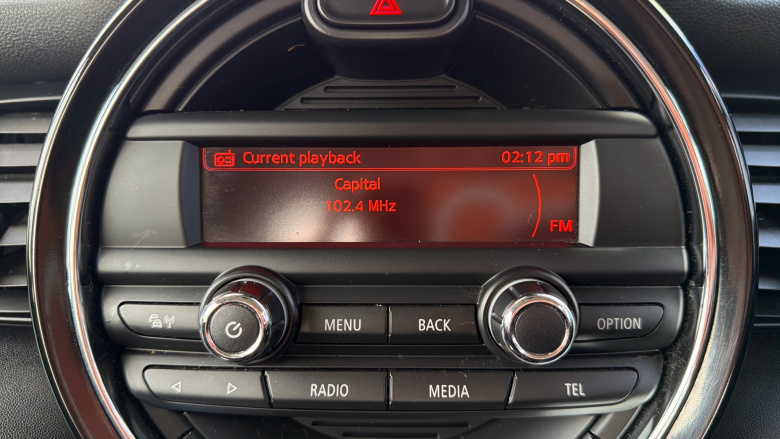 Current playback 02:12 pm
Capital
102.4 MHz
FM
MENU BACK OPTION
RADIO MEDIA TEL